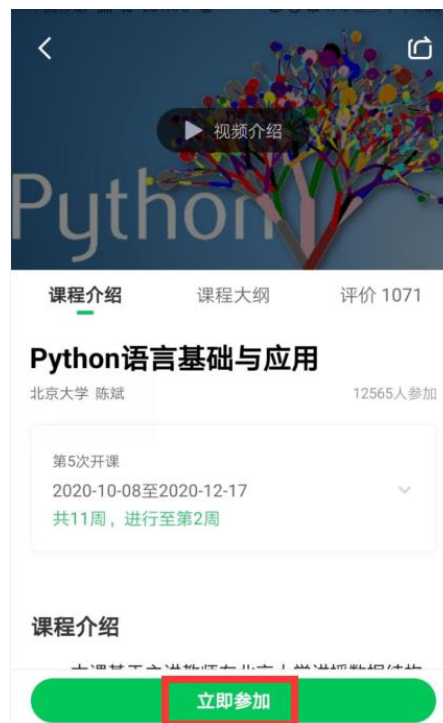 视频介绍
Python
课程介绍
课程大纲
评价 1071
Python语言基础与应用
北京大学 陈斌
12565人参加
第5次开课
2020-10-08至2020-12-17
共11周，进行至第2周
课程介绍
立即参加